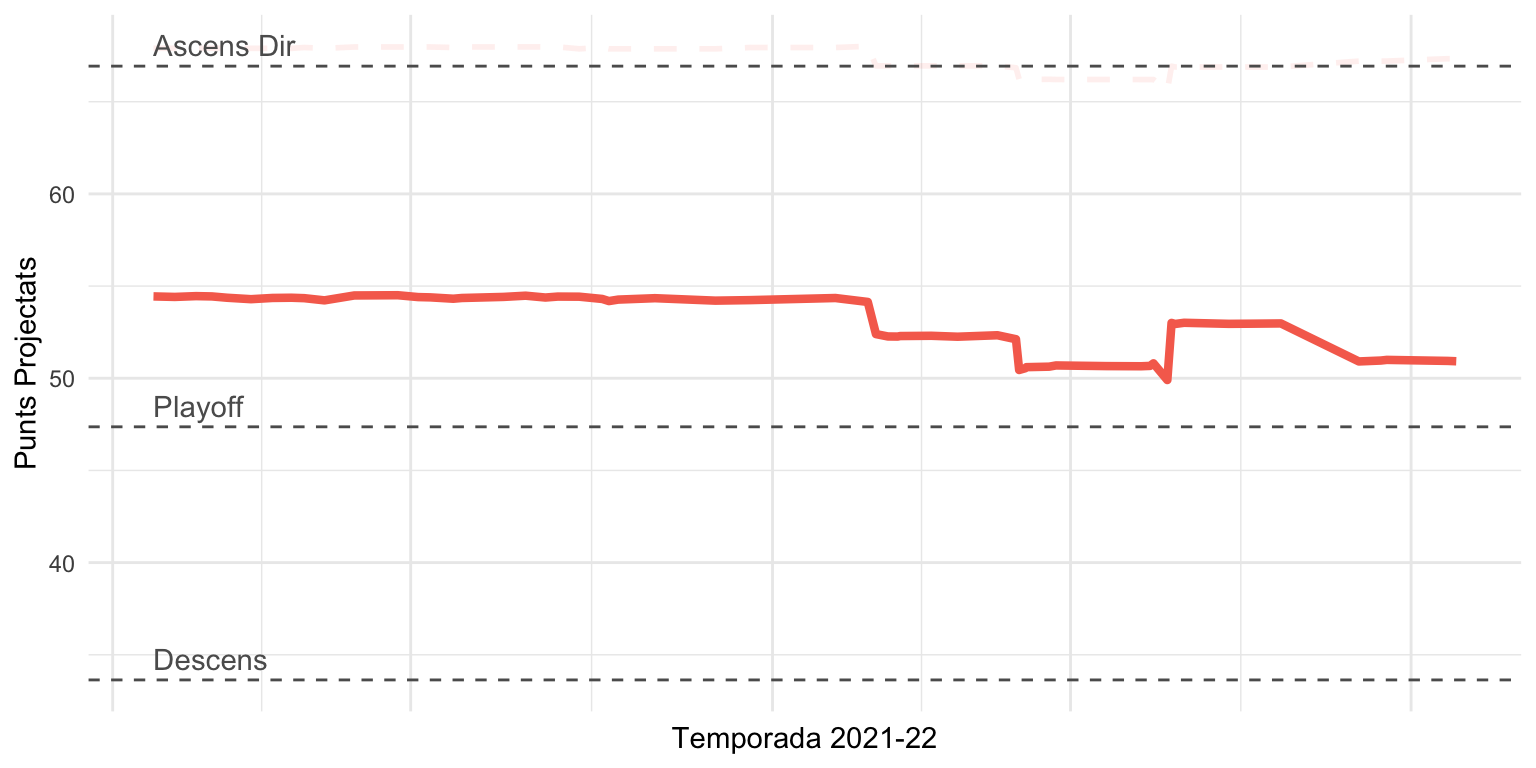 Ascens Dir
60
50
Playoff
40
Descens
Punts Projectats
Temporada 2021-22